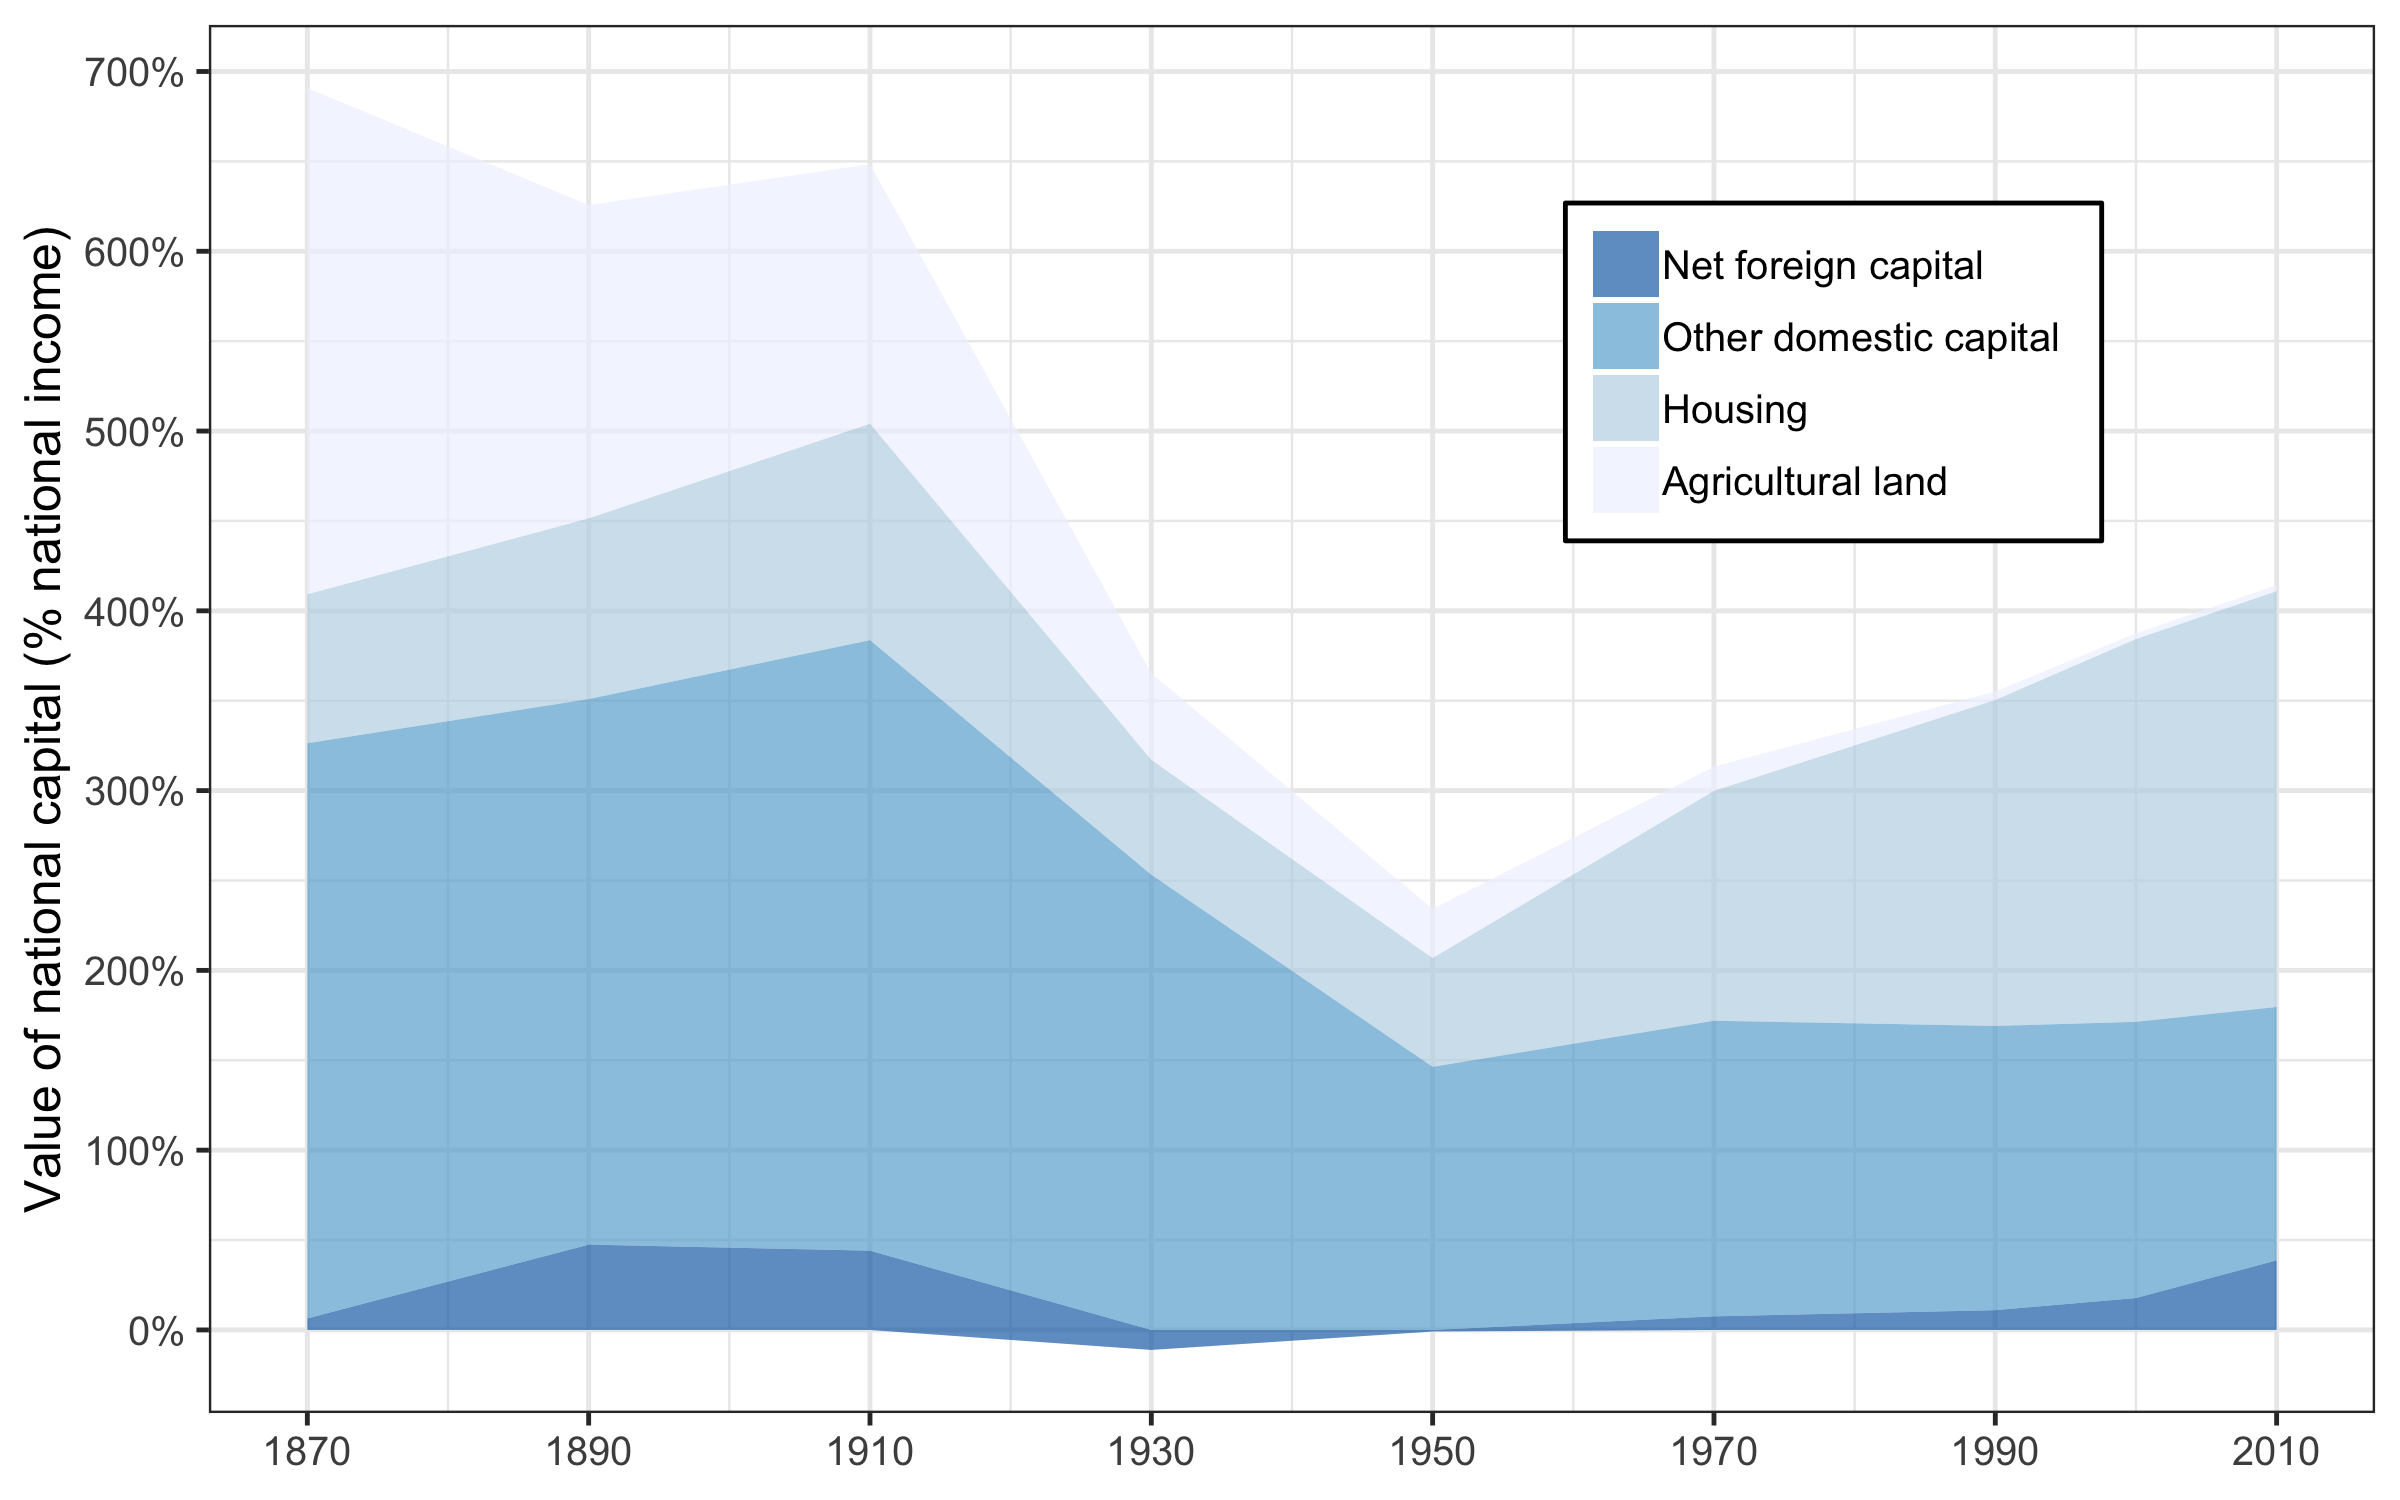 Value of national capital (% national income)
700%
600%
500%
400%
300%
200%
100%
0%
Net foreign capital
Other domestic capital
Housing
Agricultural land
1870 1890 1910 1930 1950 1970 1990 2010